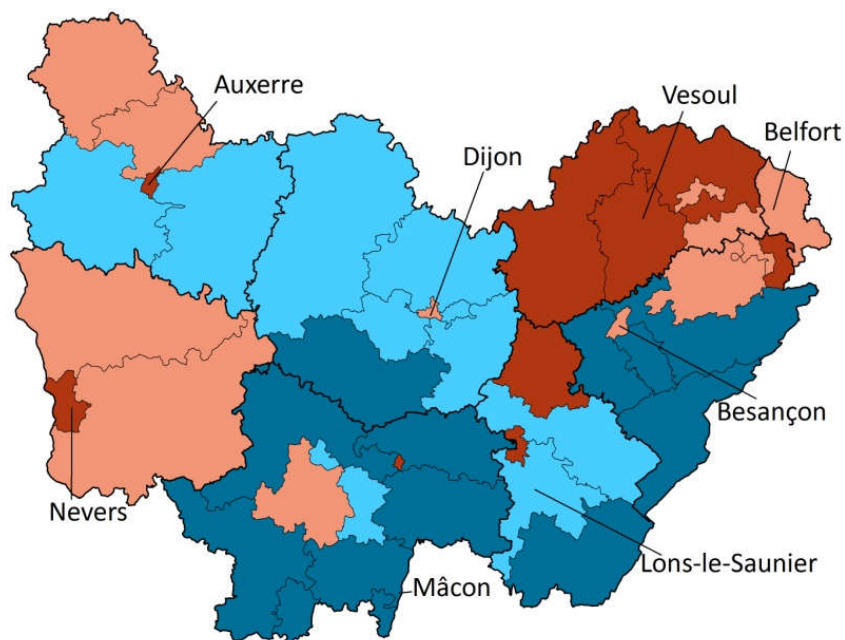 Auxerre
Vesoul
Belfort
Dijon
Besançon
Nevers
Lons-le-Saunier
Mâcon